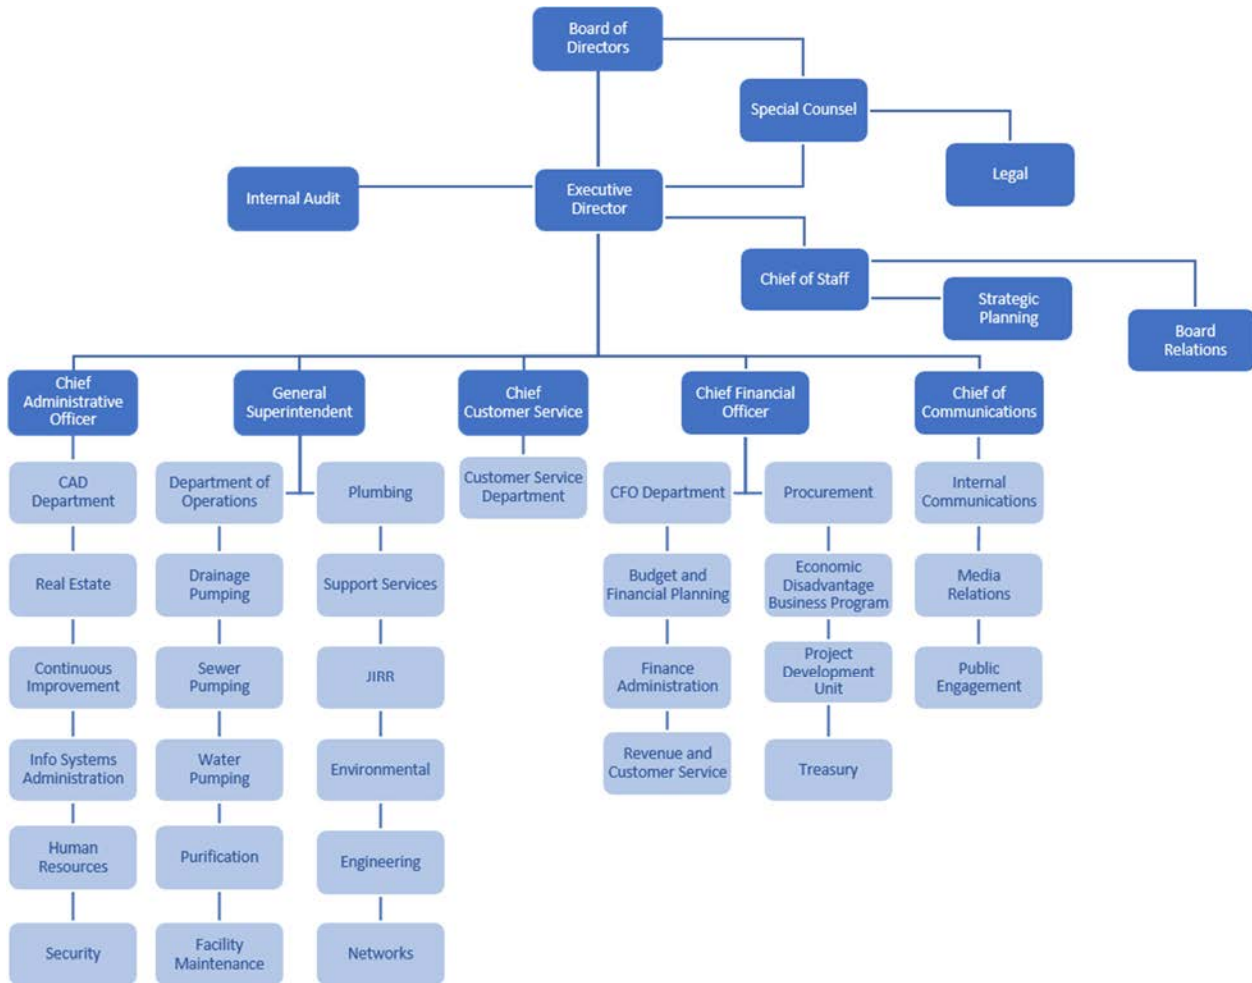 Board of
Directors
Special Counsel
Legal
Internal Audit
Executive
Director
Chief of Staff
Strategic
Planning
Board
Relations
Chief
Administrative
Officer
General
Superintendent
Chief
Customer Service
Chief Financial
Officer
Chief of
Communications
CAD
Department
Real Estate
Continuous
Improvement
Info Systems
Administration
Human
Resources
Security
Department of
Operations
Drainage
Pumping
Sewer
Pumping
Water
Pumping
Purification
Facility
Maintenance
Plumbing
Support Services
JIRR
Environmental
Engineering
Networks
Customer Service
Department
CFO Department
Budget and
Financial Planning
Finance
Administration
Revenue and
Customer Service
Procurement
Economic
Disadvantage
Business Program
Project
Development
Unit
Treasury
Internal
Communications
Media
Relations
Public
Engagement